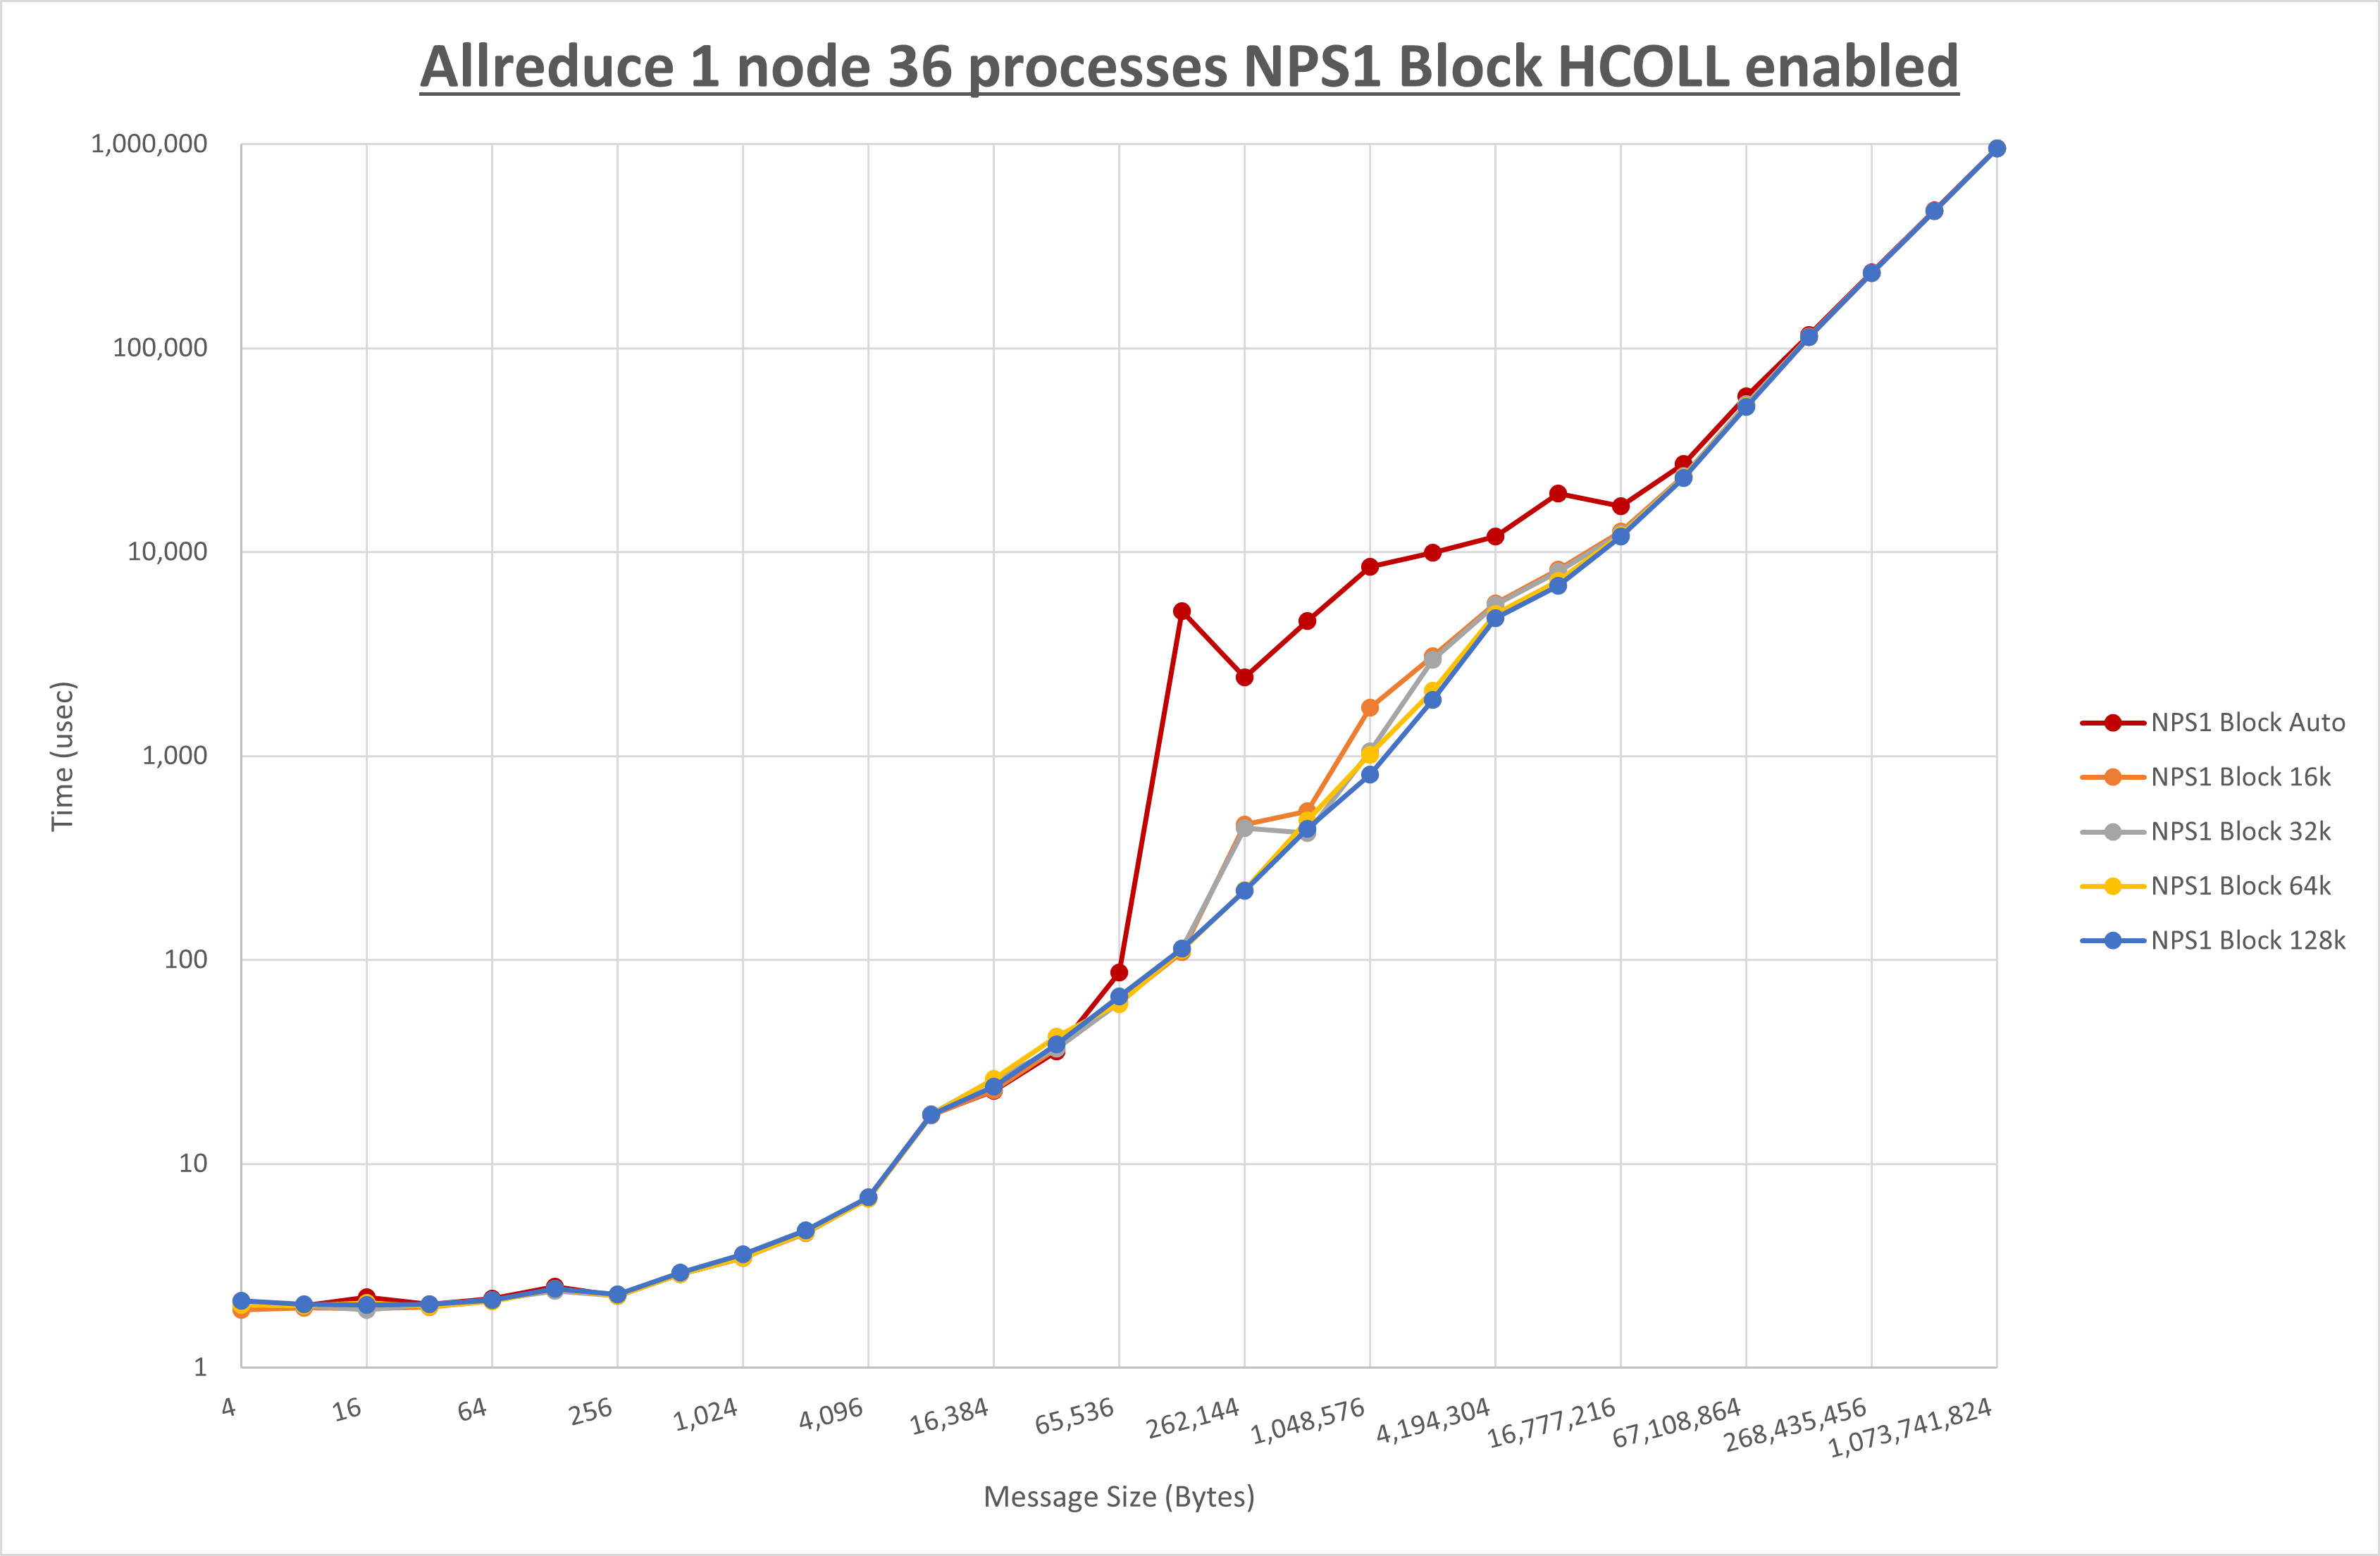 Allreduce 1 node 36 processes NPS1 Block HCOLL enabled
1,000,000
100,000
10,000
1,000
100
10
1
Time (usec)
4
16
64
256
1,024
4,096
16,384
65,536
262,144
1,048,576
4,194,304
16,777,216
67,108,864
268,435,456
1,073,741,824
Message Size (Bytes)
NPS1 Block Auto
NPS1 Block 16k
NPS1 Block 32k
NPS1 Block 64k
NPS1 Block 128k